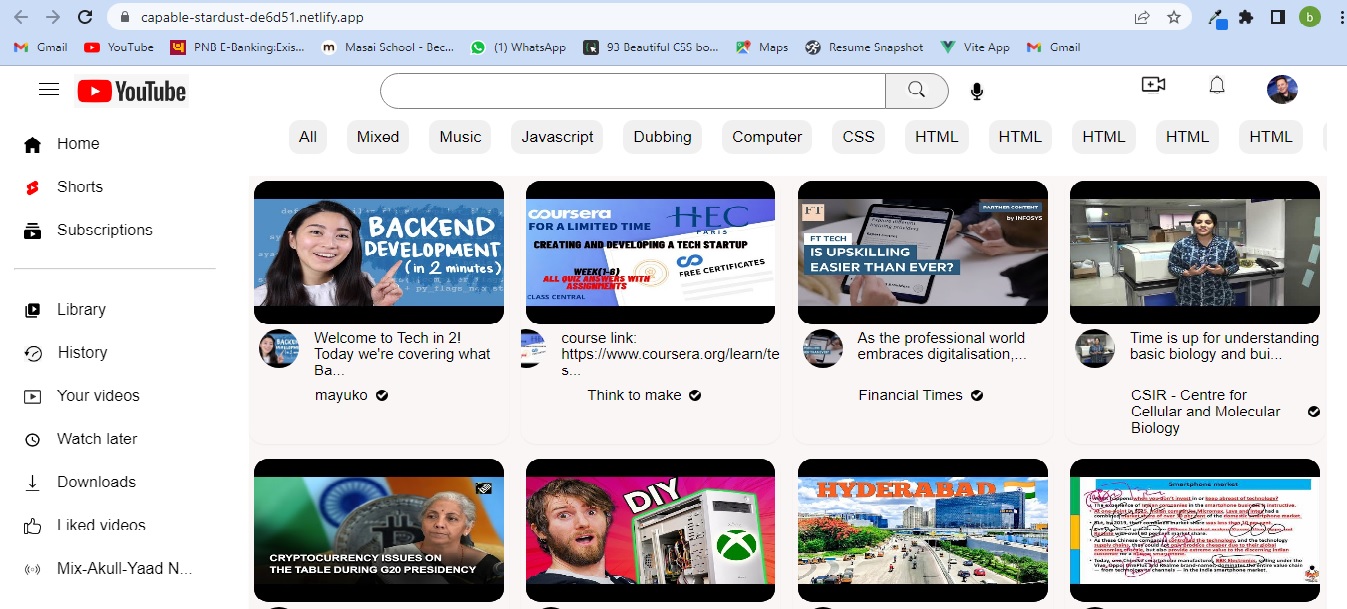 capable-stardust-de6d51.netlify.app
b
Gmail
YouTube
PNB E-Banking:Exis...
Masai School - Bec...
(1) WhatsApp
93 Beautiful CSS bo...
Maps
Resume Snapshot
Vite App
Gmail
YouTube
All
Mixed
Music
Javascript
Dubbing
Computer
CSS
HTML
HTML
HTML
HTML
HTML
Home
Shorts
Subscriptions
Library
History
Your videos
Watch later
Downloads
Liked videos
Mix-Akull-Yaad N...
BACKEND
DEVELOPMENT
(in 2 minutes)
Welcome to Tech in 2!
Today we're covering what
Ba...
mayuko
coursera
HEC
PARIS
FOR A LIMITED TIME
CREATING AND DEVELOPING A TECH STARTUP
WEEK(1-6)
ALL QUIZ ANSWERS WITH
ASSIGNMENTS
FREE CERTIFICATES
CLASS CENTRAL
course link:
https://www.coursera.org/learn/te
s...
Think to make
FT
PARTNER CONTENT
by INFOSYS
FT TECH
IS UPSKILLING
EASIER THAN EVER?
As the professional world
embraces digitalisation,...
Financial Times
Time is up for understanding
basic biology and bui...
CSIR - Centre for
Cellular and Molecular
Biology
CRYPTOCURRENCY ISSUES ON
THE TABLE DURING G20 PRESIDENCY
DIY
HYDERABAD
Smartphone market